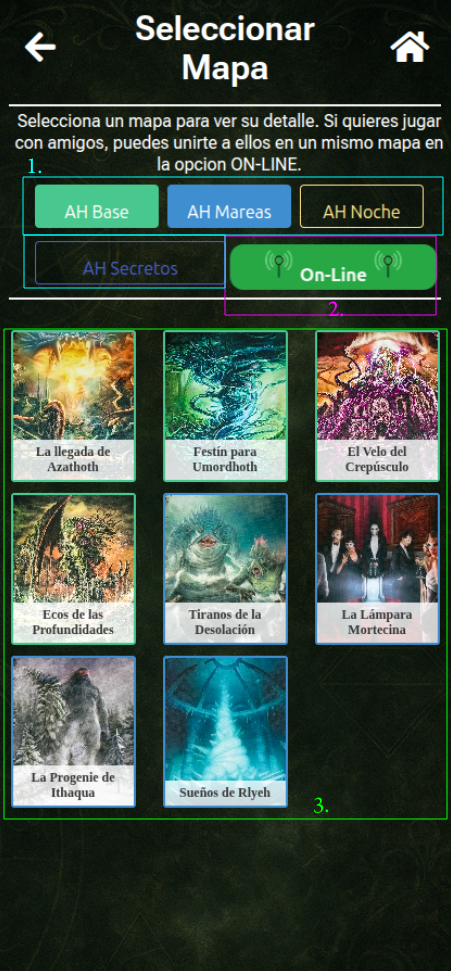 Seleccionar
Mapa
Selecciona un mapa para ver su detalle. Si quieres jugar
con amigos, puedes unirte a ellos en un mismo mapa en
la opcion ON-LINE.
1.
AH Base
AH Mareas
AH Noche
AH Secretos
On-Line
2.
La llegada de
Azathoth
Festín para
Umordhoth
El Velo del
Crepúsculo
Ecos de las
Profundidades
Tiranos de la
Desolación
La Lámpara
Mortecina
La Progenie de
Ithaqua
Sueños de Rlyeh
3.